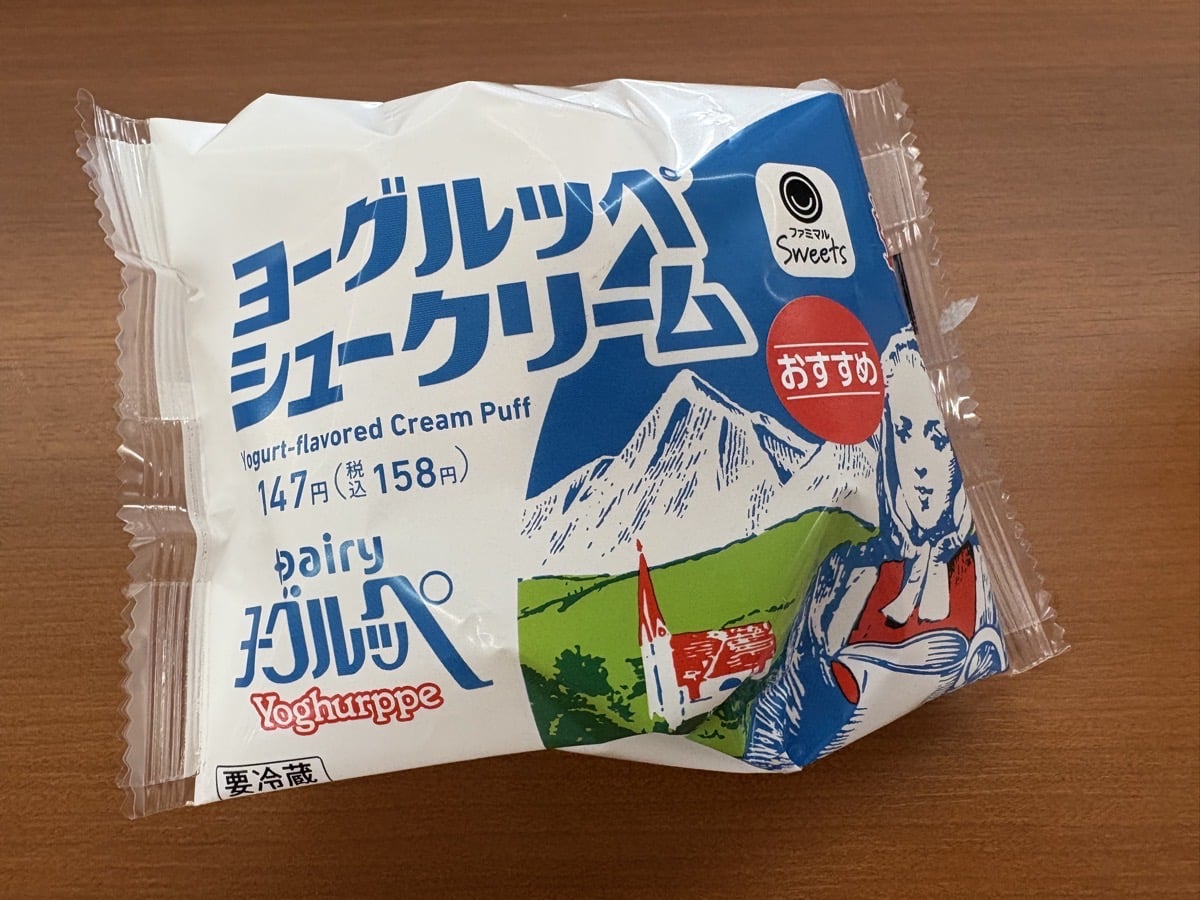 ヨーグルッペ
シュークリーム
Yogurt-flavored Cream Puff
147円(税込158円)
ファミマル
Sweets
おすすめ
Dairy
ヨーグルッペ
Yoghurppe
要冷蔵